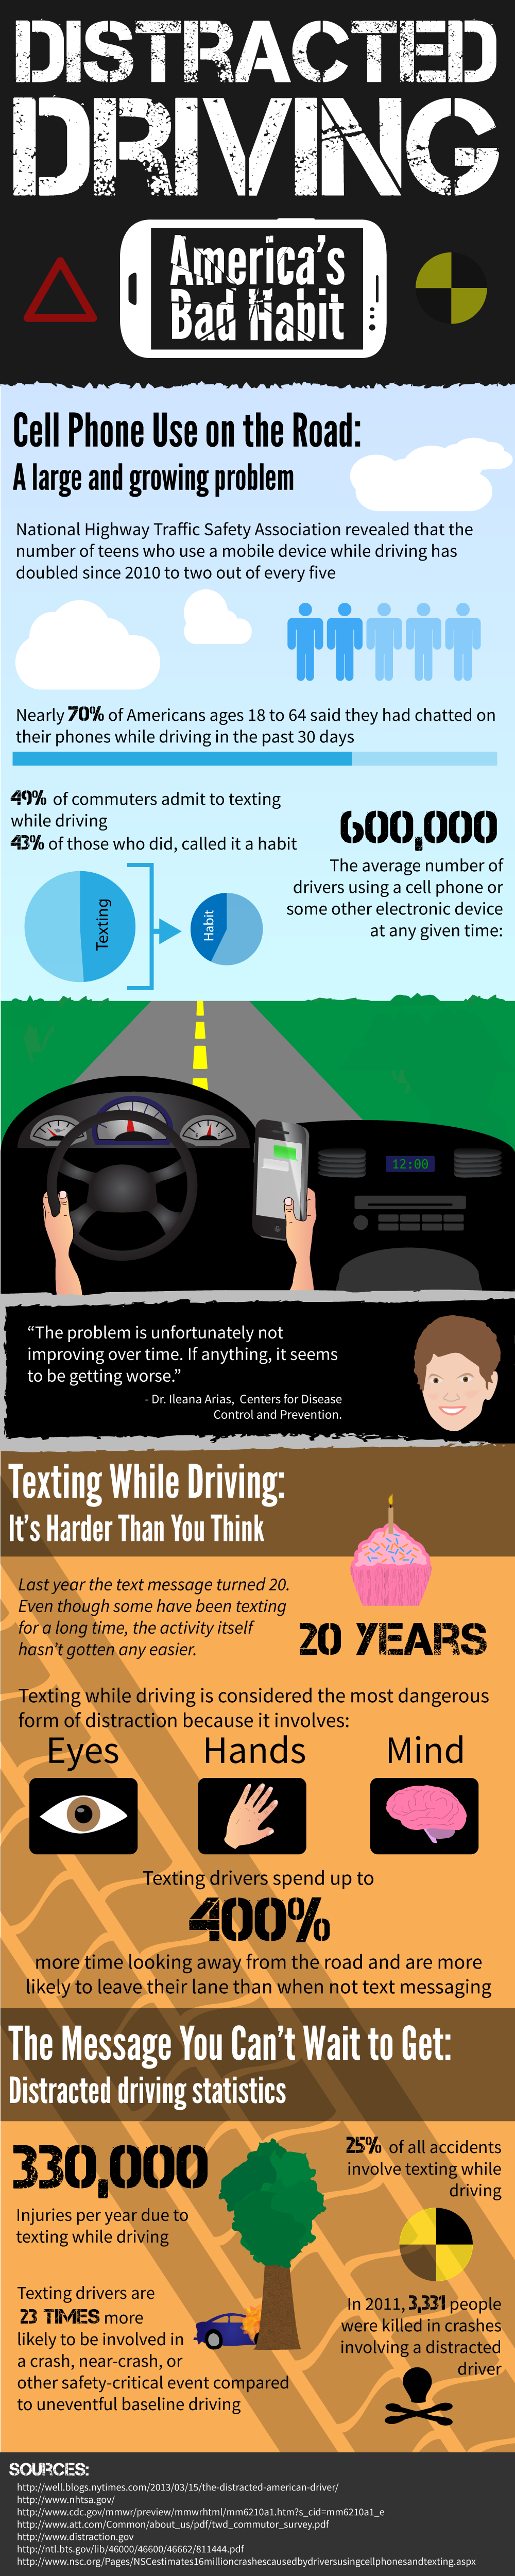 DISTRACTED
DRIVING
America's
Bad Habit
Cell Phone Use on the Road:
A large and growing problem
National Highway Traffic Safety Association revealed that the
number of teens who use a mobile device while driving has
doubled since 2010 to two out of every five
Nearly 70% of Americans ages 18 to 64 said they had chatted on
their phones while driving in the past 30 days
49% of commuters admit to texting
while driving
43% of those who did, called it a habit
Texting
Habit
600,000
The average number of
drivers using a cell phone or
some other electronic device
at any given time:
12:00
“The problem is unfortunately not
improving over time. If anything, it seems
to be getting worse.”
- Dr. Ileana Arias, Centers for Disease
Control and Prevention.
Texting While Driving:
It's Harder Than You Think
Last year the text message turned 20.
Even though some have been texting
for a long time, the activity itself
hasn't gotten any easier.
20 YEARS
Texting while driving is considered the most dangerous
form of distraction because it involves:
Eyes
Hands
Mind
Texting drivers spend up to
400%
more time looking away from the road and are more
likely to leave their lane than when not text messaging
The Message You Can't Wait to Get:
Distracted driving statistics
330,000
Injuries per year due to
texting while driving
25% of all accidents
involve texting while
driving
Texting drivers are
23 TIMES more
likely to be involved in
a crash, near-crash, or
other safety-critical event compared
to uneventful baseline driving
In 2011, 3,331 people
were killed in crashes
involving a distracted
driver
SOURCES:
http://well.blogs.nytimes.com/2013/03/15/the-distracted-american-driver/
http://www.nhtsa.gov/
http://www.cdc.gov/mmwr/preview/mmwrhtml/mm6210a1.htm?s_cid=mm6210a1_e
http://www.att.com/Common/about_us/pdf/twd_commutor_survey.pdf
http://www.distraction.gov
http://ntl.bts.gov/lib/46000/46600/46662/811444.pdf
http://www.nsc.org/Pages/NSCestimates16millioncrashescausedbydriversusingcellphonesandtexting.aspx